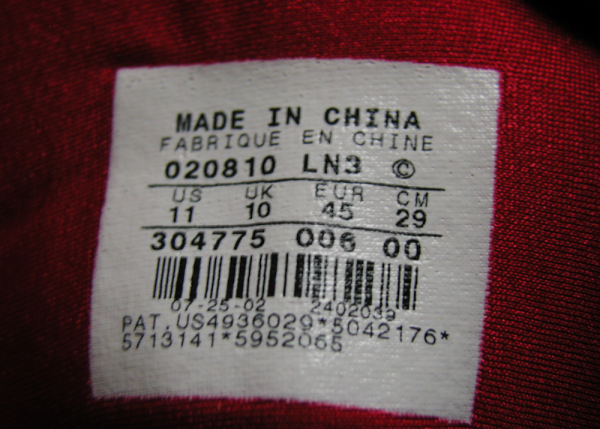 MADE IN CHINA
FABRIQUE EN CHINE
020810 LN3 ©
US UK EUR CM
11 10 45 29
304775 006 00
07-25-02 2402039
PAT.US4936029*5042176*
5713141*5952065